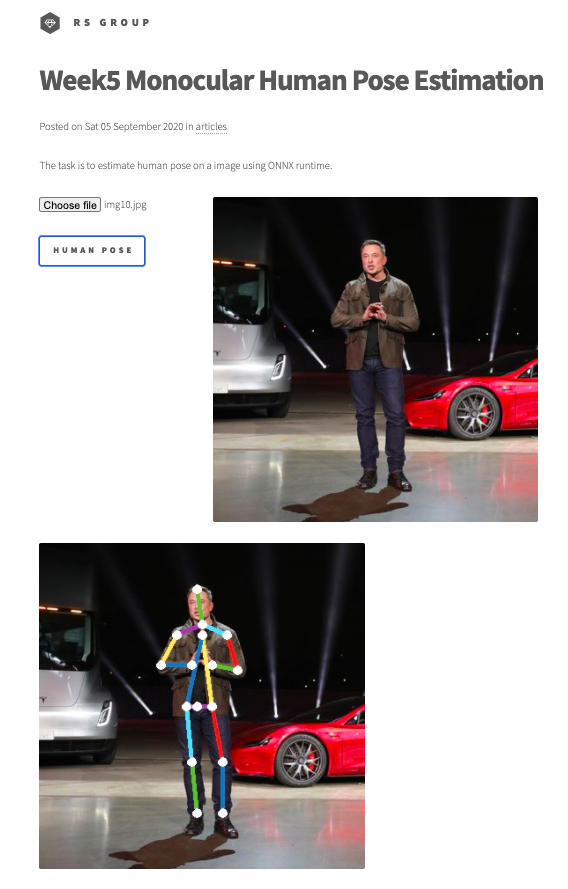 RS GROUP
Week5 Monocular Human Pose Estimation
Posted on Sat 05 September 2020 in articles
The task is to estimate human pose on a image using ONNX runtime.
Choose file img10.jpg
HUMAN POSE